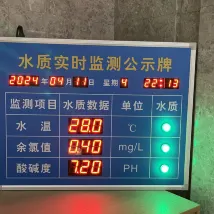 水质实时监测公示牌
2024年04月11日 星期4 22:13
监测项目 水质数据 单位 水质
水温 28.0 ℃
余氯值 0.40 mg/L
酸碱度 7.20 PH